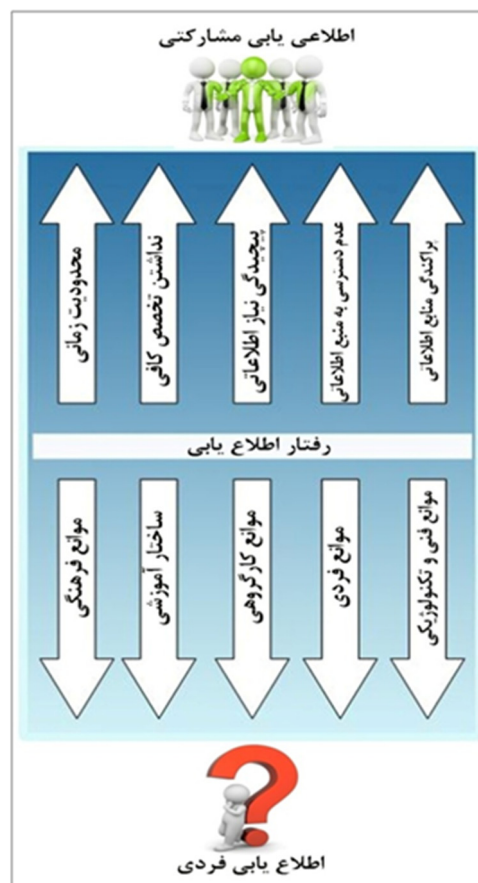 اطلاعی یابی مشارکتی
پراکندگی منابع اطلاعاتی
عدم دسترسی به منبع اطلاعاتی
پیچیدگی نیاز اطلاعاتی
نداشتن تخصص کافی
محدودیت زمانی
رفتار اطلاع یابی
موانع فنی و تکنولوژیکی
موانع فردی
موانع کارگروهی
ساختار آموزشی
موانع فرهنگی
اطلاع یابی فردی